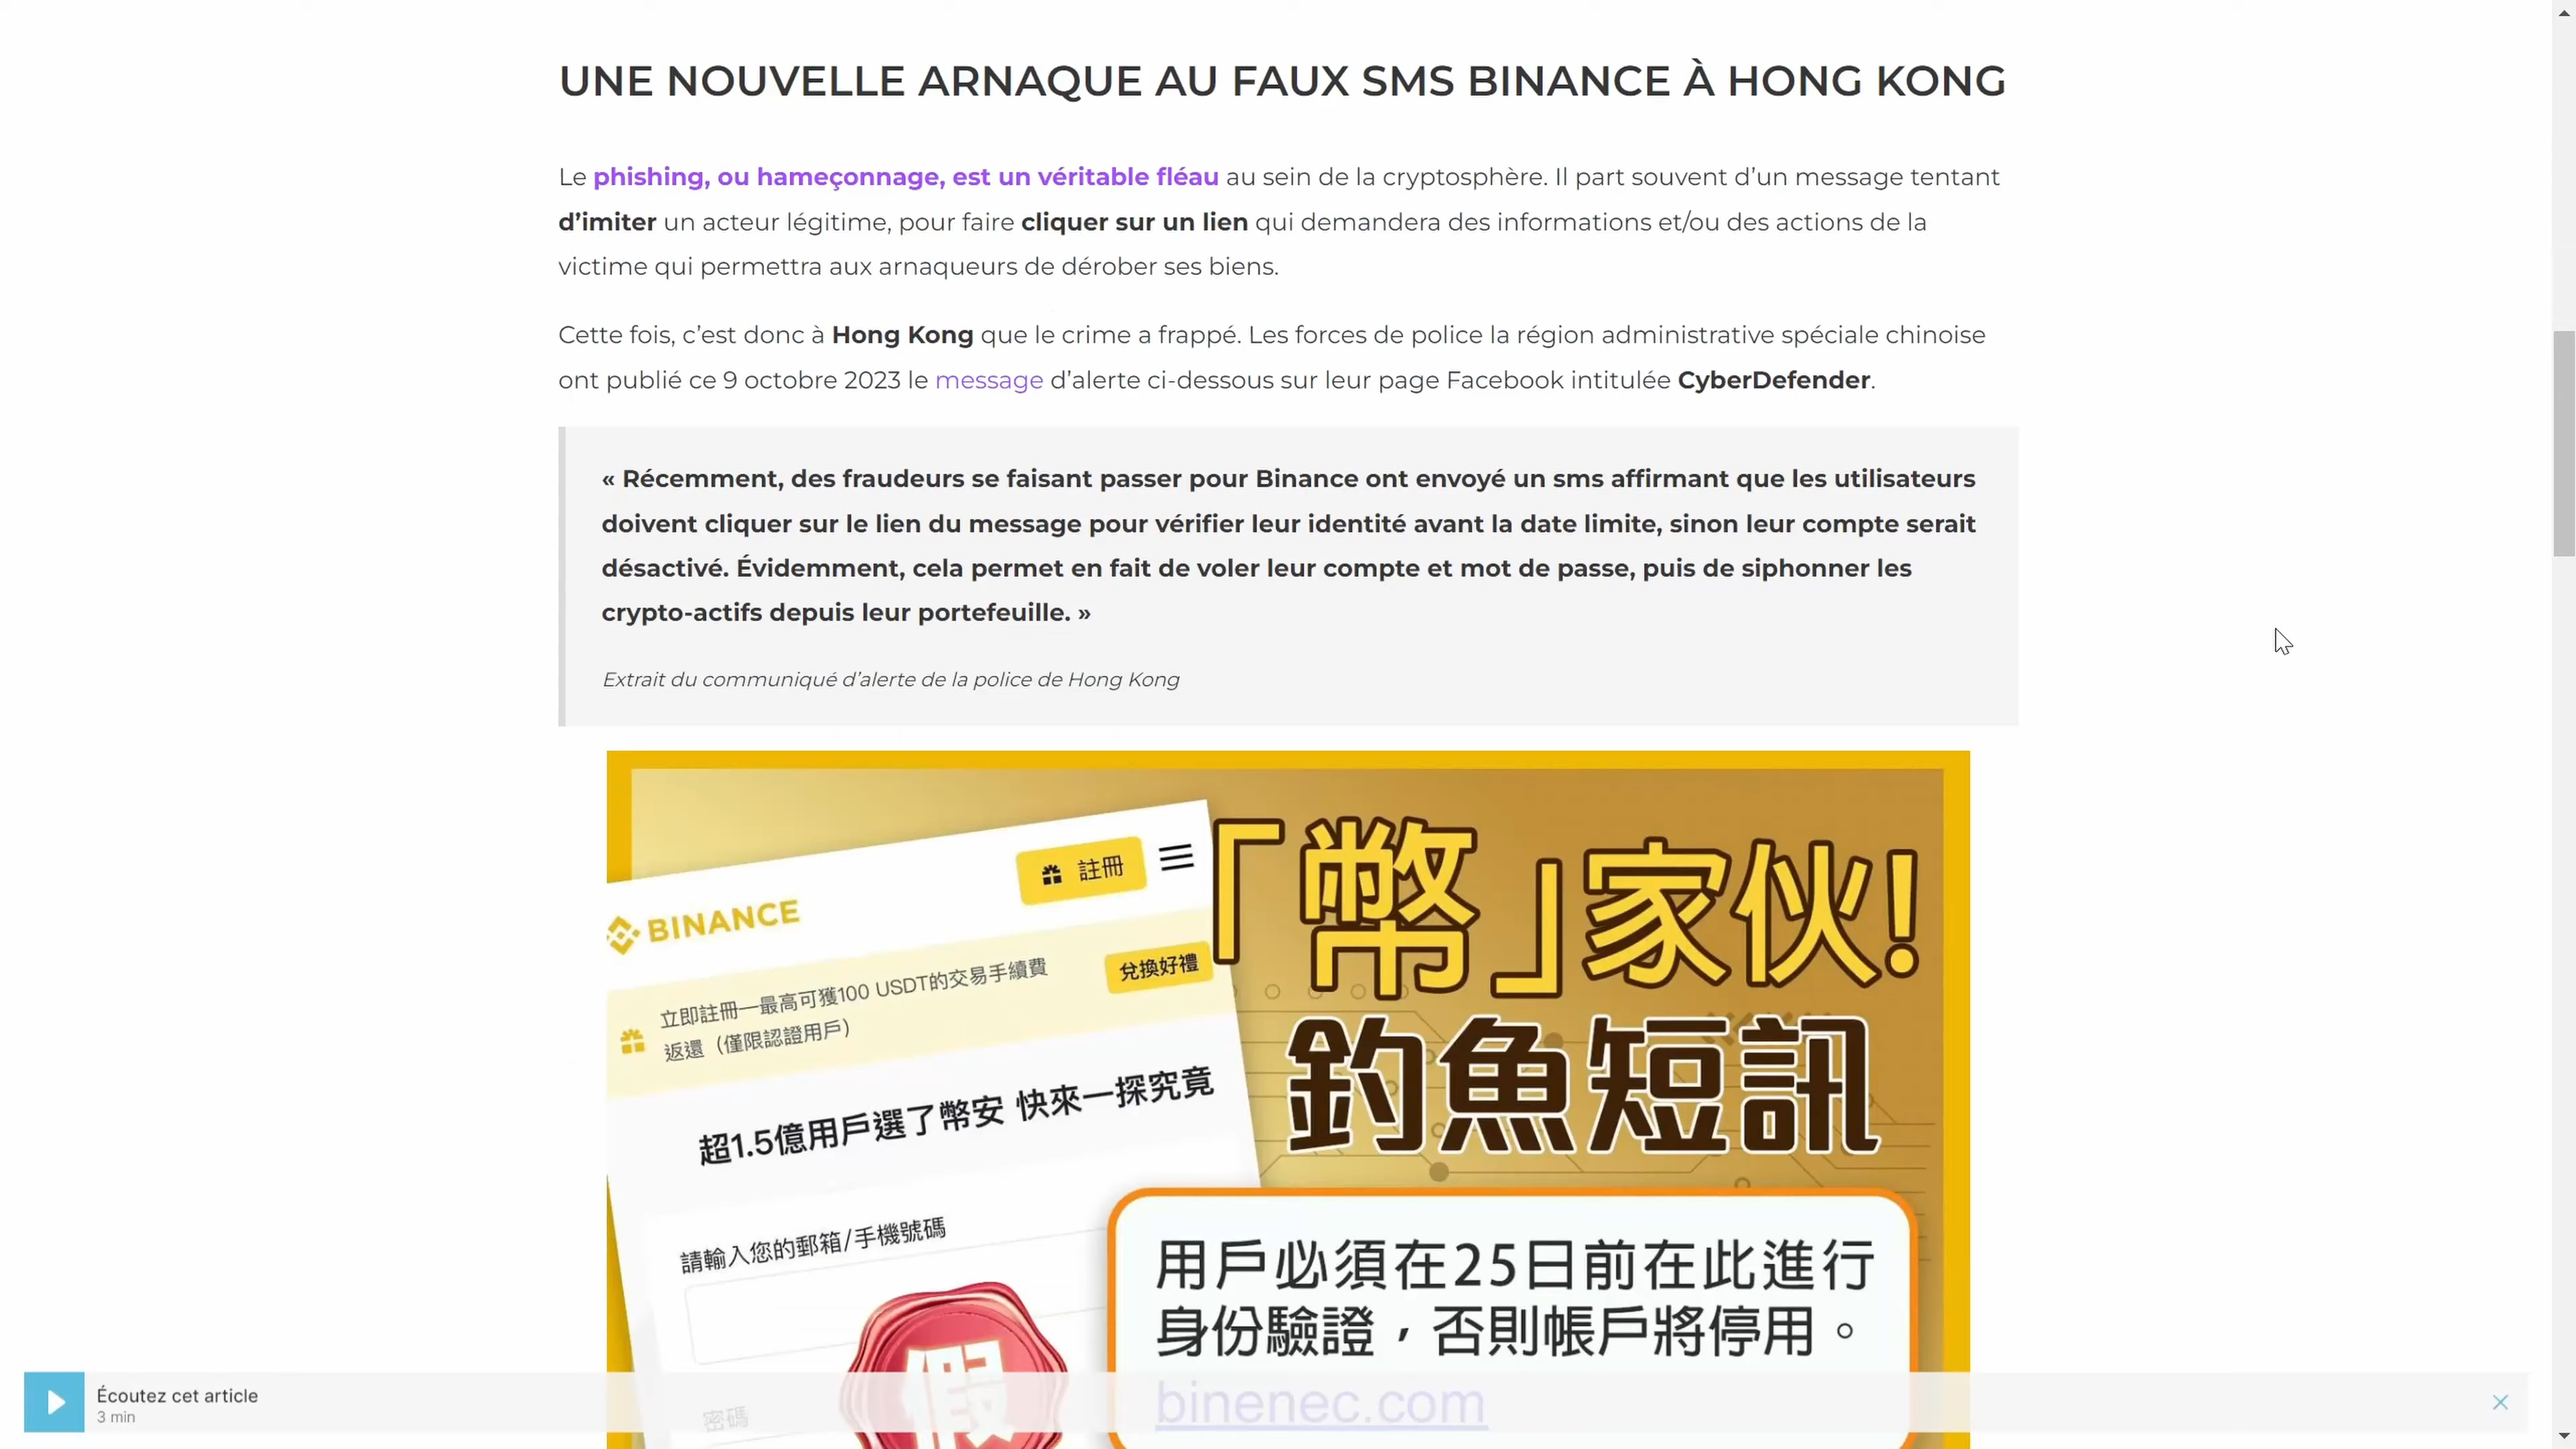 UNE NOUVELLE ARNAQUE AU FAUX SMS BINANCE À HONG KONG
Le phishing, ou hameçonnage, est un véritable fléau au sein de la cryptosphère. Il part souvent d’un message tentant
d’imiter un acteur légitime, pour faire cliquer sur un lien qui demandera des informations et/ou des actions de la
victime qui permettra aux arnaqueurs de dérober ses biens.
Cette fois, c’est donc à Hong Kong que le crime a frappé. Les forces de police la région administrative spéciale chinoise
ont publié ce 9 octobre 2023 le message d’alerte ci-dessous sur leur page Facebook intitulée CyberDefender.
« Récemment, des fraudeurs se faisant passer pour Binance ont envoyé un sms affirmant que les utilisateurs
doivent cliquer sur le lien du message pour vérifier leur identité avant la date limite, sinon leur compte serait
désactivé. Évidemment, cela permet en fait de voler leur compte et mot de passe, puis de siphonner les
crypto-actifs depuis leur portefeuille. »
Extrait du communiqué d’alerte de la police de Hong Kong
註冊
BINANCE
立即註冊—最高可獲100 USDT的交易手續費
返還（僅限認證用戶）
兌換好禮
超1.5億用戶選了幣安 快來一探究竟
請輸入您的郵箱/手機號碼
密碼
假
「幣」家伙!
釣魚短訊
用戶必須在25日前在此進行
身份驗證，否則帳戶將停用。
binenec.com
Écoutez cet article
3 min